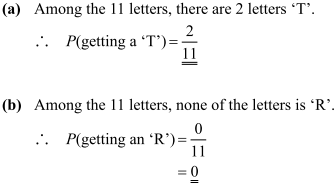 (a) Among the 11 letters, there are 2 letters ‘T’.
∴ P(getting a ‘T’) = 2/11
(b) Among the 11 letters, none of the letters is ‘R’.
∴ P(getting an ‘R’) = 0/11
= 0